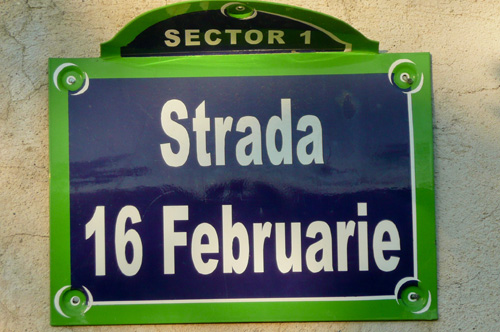 SECTOR 1
Strada
16 Februarie